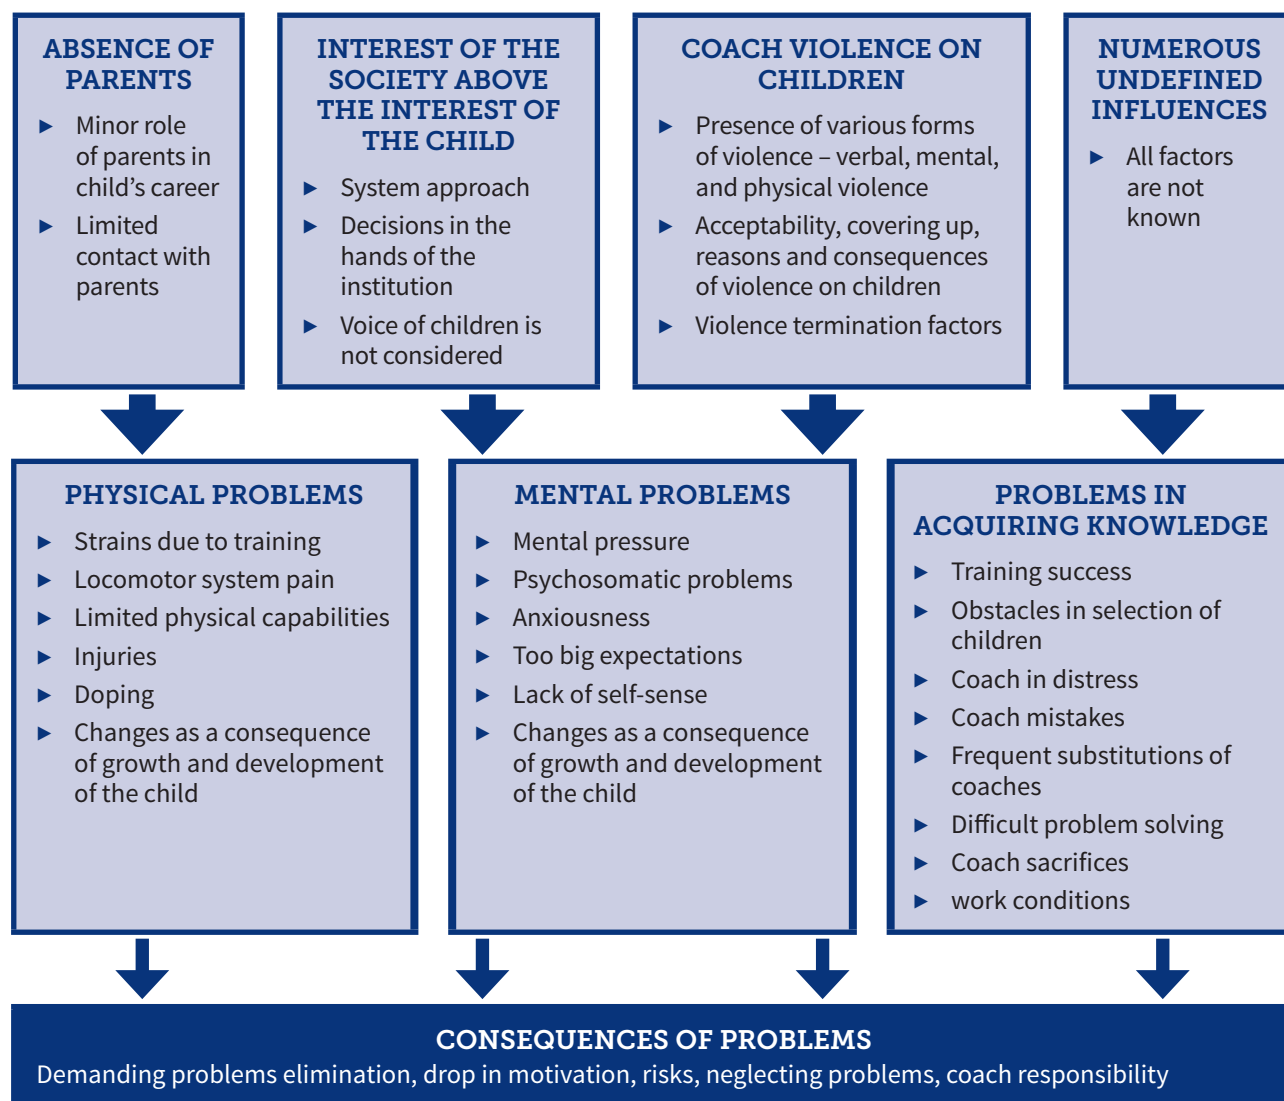 ABSENCE OF
PARENTS
► Minor role
of parents in
child's career
► Limited
contact with
parents
INTEREST OF THE
SOCIETY ABOVE
THE INTEREST OF
THE CHILD
► System approach
► Decisions in the
hands of the
institution
► Voice of children is
not considered
COACH VIOLENCE ON
CHILDREN
► Presence of various forms
of violence – verbal, mental,
and physical violence
► Acceptability, covering up,
reasons and consequences
of violence on children
► Violence termination factors
NUMEROUS
UNDEFINED
INFLUENCES
► All factors
are not
known
PHYSICAL PROBLEMS
► Strains due to training
► Locomotor system pain
► Limited physical capabilities
► Injuries
► Doping
► Changes as a consequence
of growth and development
of the child
MENTAL PROBLEMS
► Mental pressure
► Psychosomatic problems
► Anxiousness
► Too big expectations
► Lack of self-sense
► Changes as a consequence
of growth and development
of the child
PROBLEMS IN
ACQUIRING KNOWLEDGE
► Training success
► Obstacles in selection of
children
► Coach in distress
► Coach mistakes
► Frequent substitutions of
coaches
► Difficult problem solving
► Coach sacrifices
► work conditions
CONSEQUENCES OF PROBLEMS
Demanding problems elimination, drop in motivation, risks, neglecting problems, coach responsibility